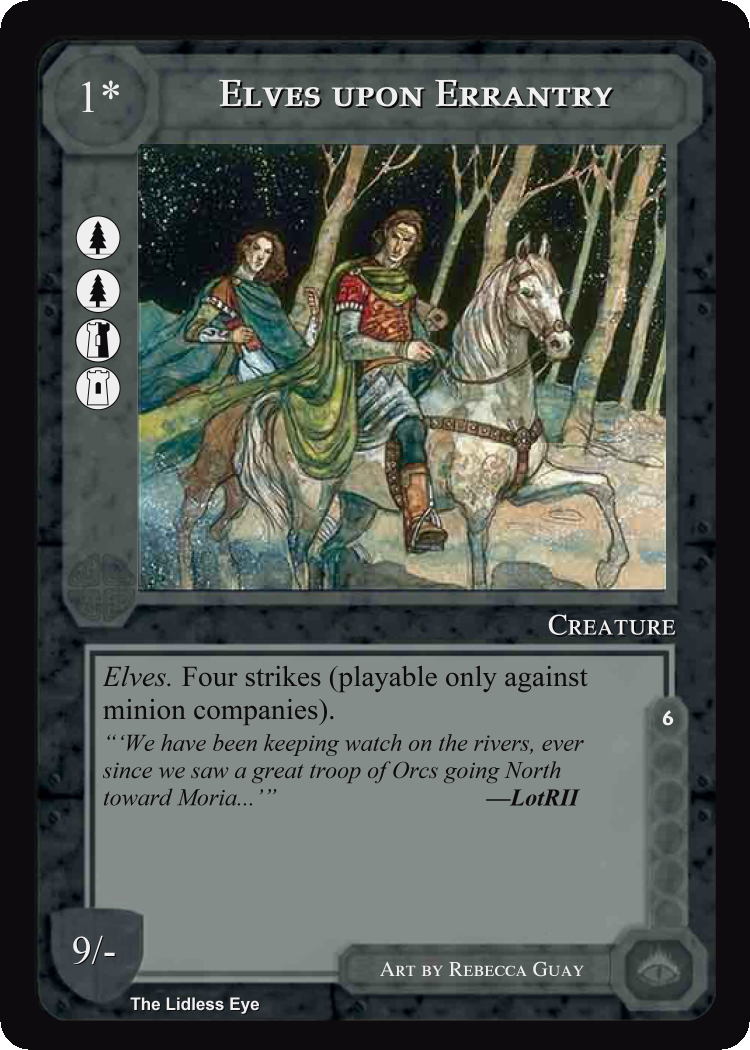 1*
Elves upon Errantry
Creature
Elves. Four strikes (playable only against
minion companies).
“‘We have been keeping watch on the rivers, ever
since we saw a great troop of Orcs going North
toward Moria...’” —LotRII
6
9/-
Art by Rebecca Guay
The Lidless Eye